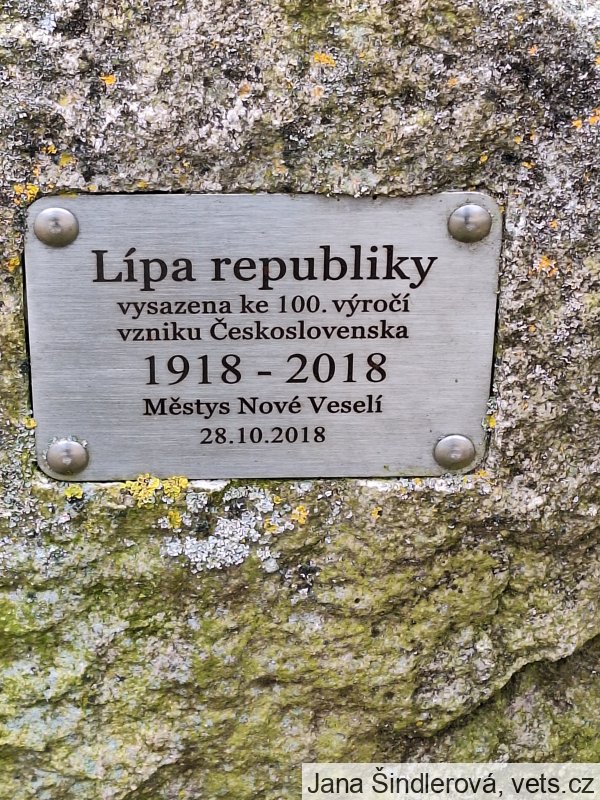 Lípa republiky
vysazena ke 100. výročí
vzniku Československa
1918 - 2018
Městys Nové Veselí
28.10.2018
Jana Šindlerová, vets.cz